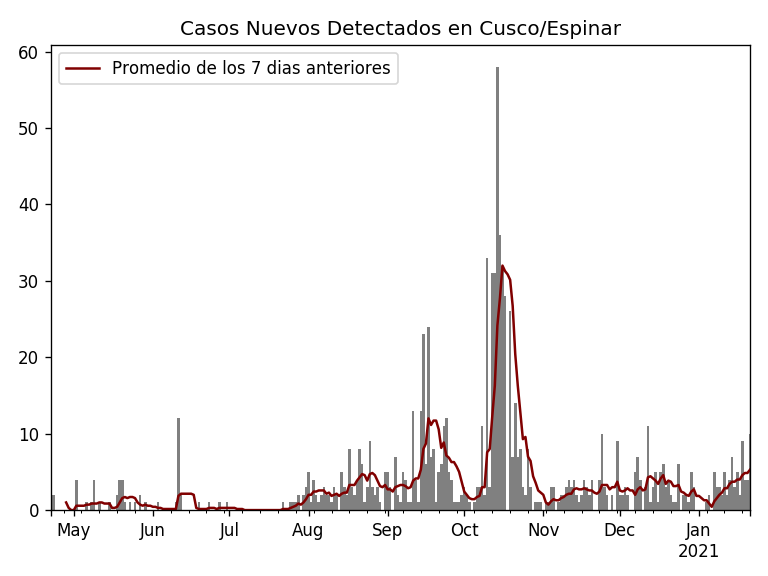 Casos Nuevos Detectados en Cusco/Espinar
Promedio de los 7 dias anteriores
60
50
40
30
20
10
0
May Jun Jul Aug Sep Oct Nov Dec Jan
2021